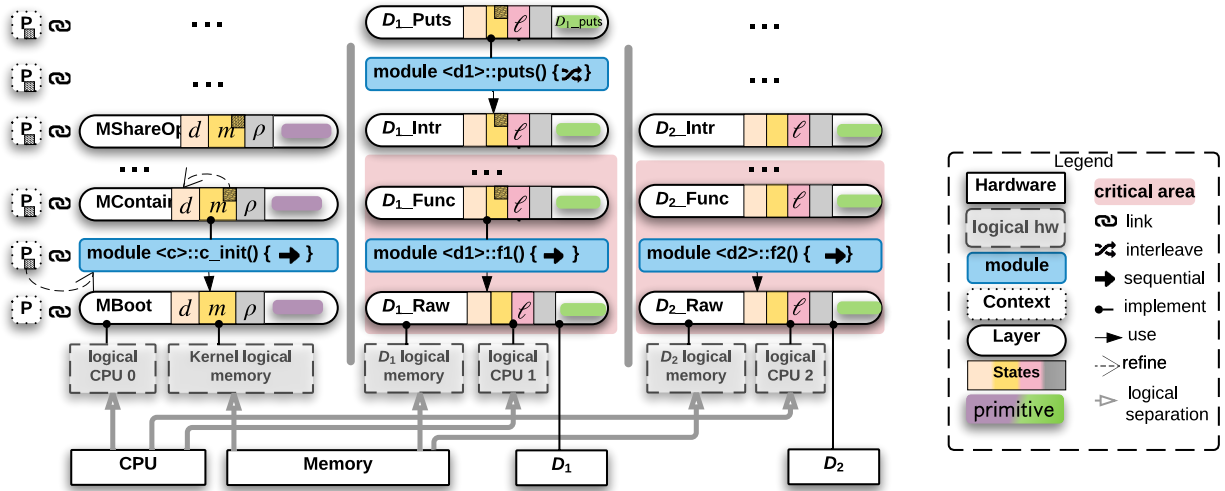 P
...
D₁_Puts
ℓ
D₁_puts
...
P
...
module <d1>::puts() { }
...
P
MShareOp
d
m
ρ
D₁_Intr
ℓ
D₂_Intr
ℓ
...
...
...
P
MContain
d
m
ρ
D₁_Func
ℓ
D₂_Func
ℓ
P
module <c>::c_init() { }
module <d1>::f1() { }
module <d2>::f2() { }
P
MBoot
d
m
ρ
D₁_Raw
ℓ
D₂_Raw
ℓ
logical
CPU 0
Kernel logical
memory
D₁ logical
memory
logical
CPU 1
D₂ logical
memory
logical
CPU 2
CPU
Memory
D₁
D₂
Legend
Hardware
critical area
logical hw
link
interleave
module
sequential
Context
implement
Layer
use
States
refine
primitive
logical
separation